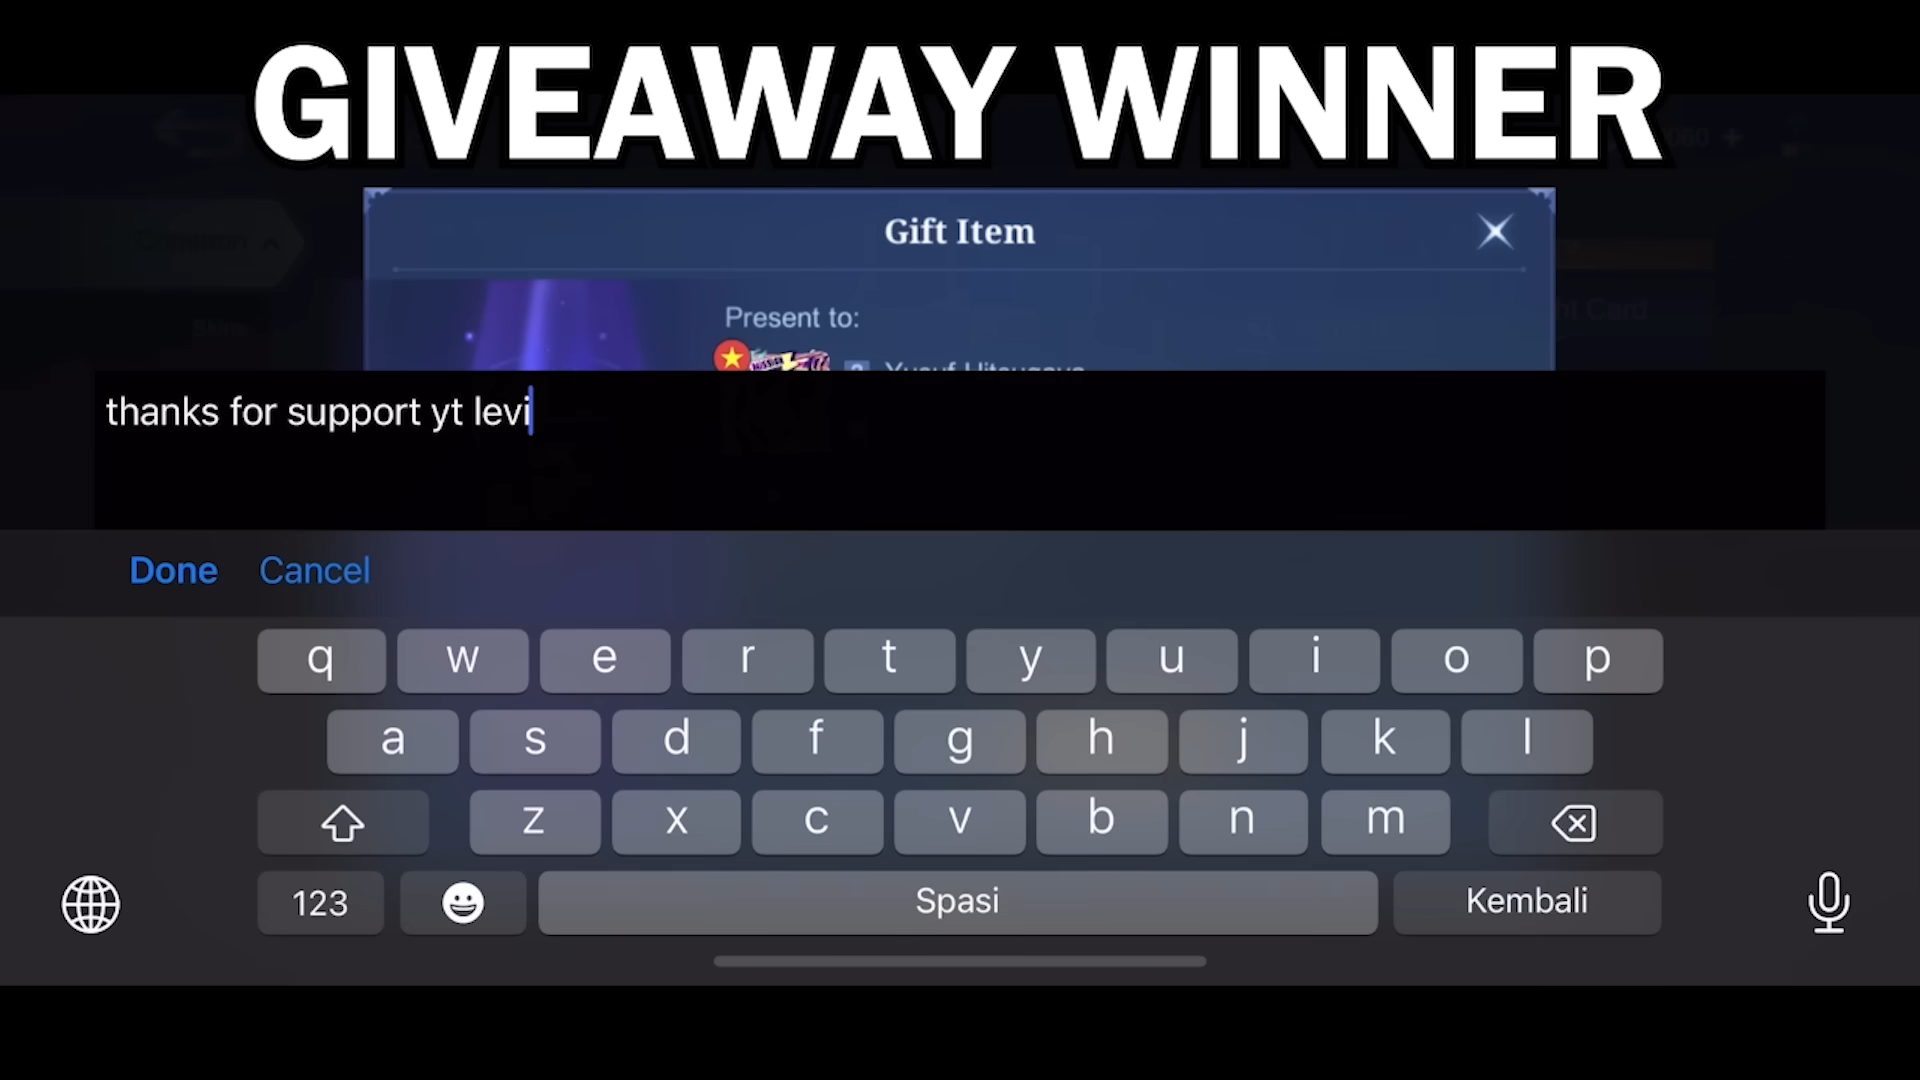 GIVEAWAY WINNER
Gift Item
Present to:
thanks for support yt levi
Done Cancel
q w e r t y u i o p
a s d f g h j k l
z x c v b n m
123 Spasi Kembali